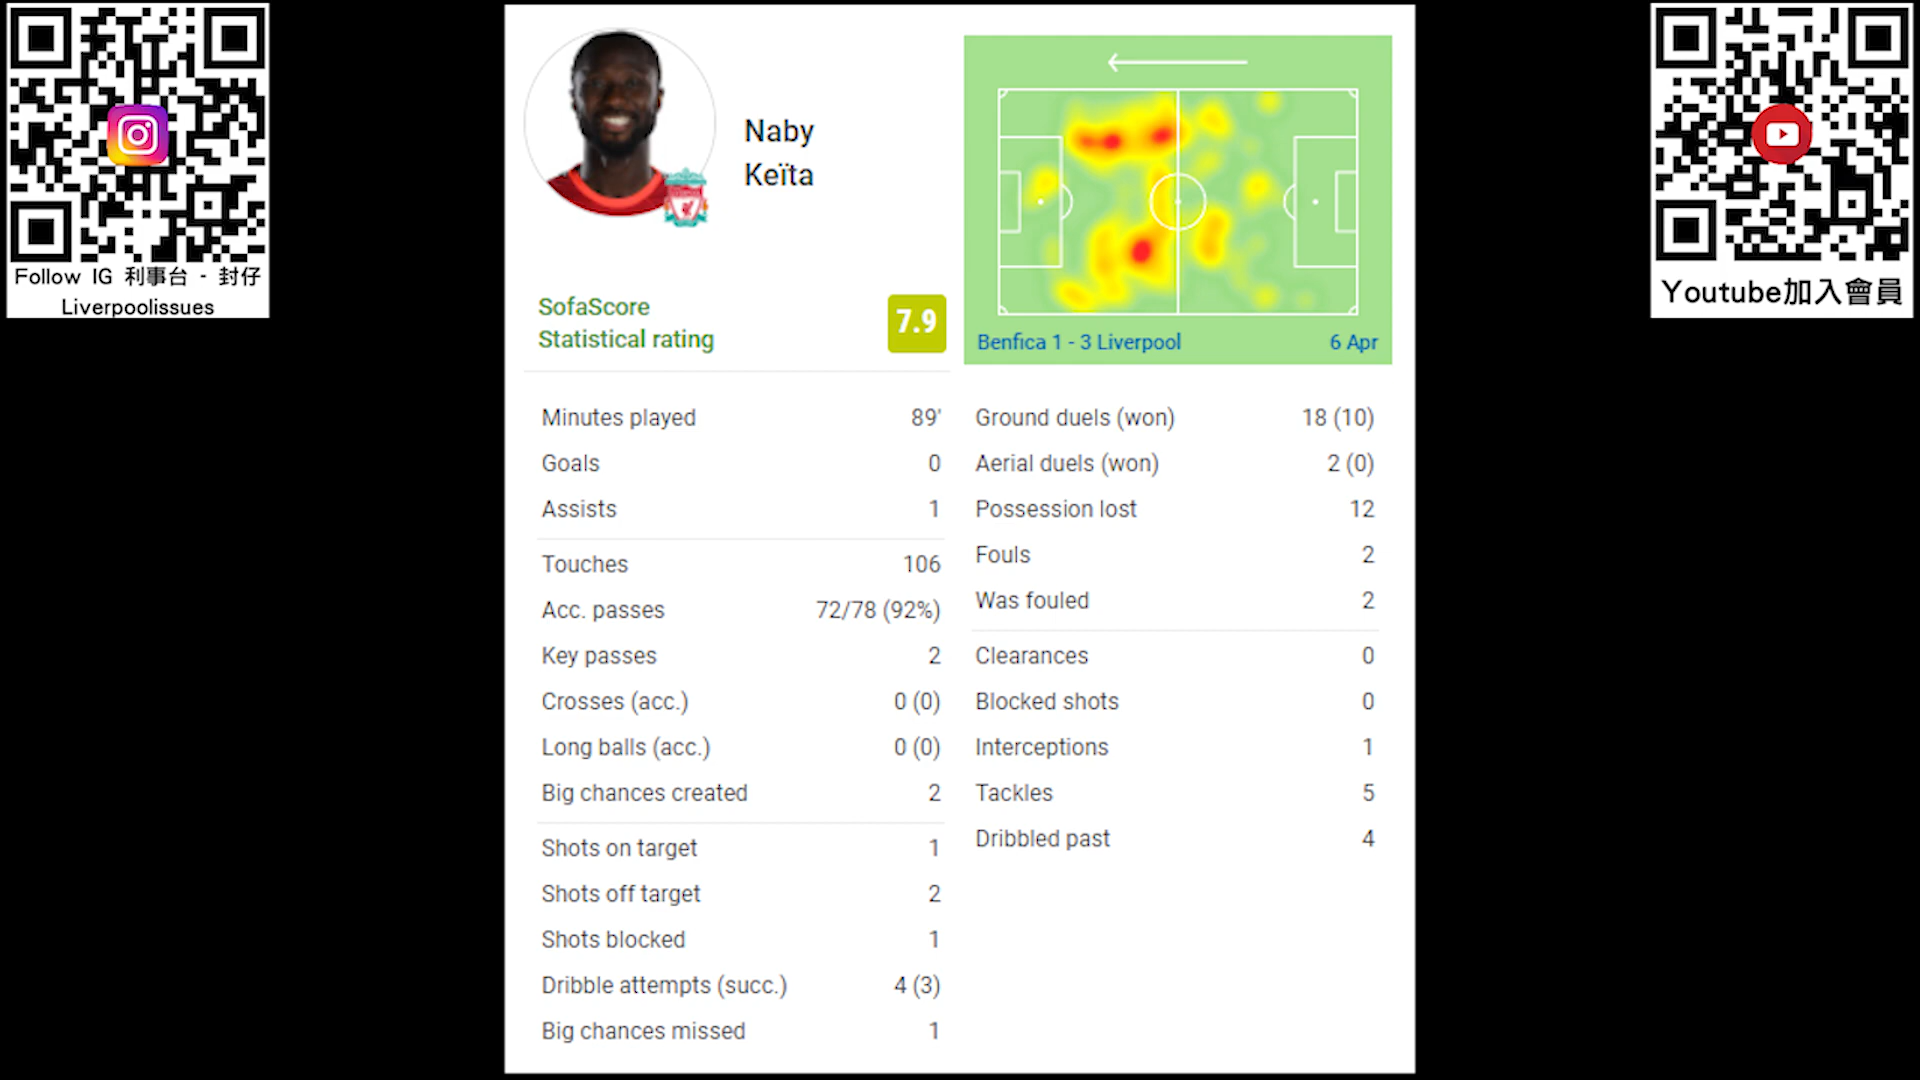 Follow IG 利事台 - 封仔
Liverpoolissues
Naby
Keïta
SofaScore
Statistical rating
7.9
Benfica 1 - 3 Liverpool 6 Apr
Minutes played 89'
Goals 0
Assists 1
Touches 106
Acc. passes 72/78 (92%)
Key passes 2
Crosses (acc.) 0 (0)
Long balls (acc.) 0 (0)
Big chances created 2
Shots on target 1
Shots off target 2
Shots blocked 1
Dribble attempts (succ.) 4 (3)
Big chances missed 1
Ground duels (won) 18 (10)
Aerial duels (won) 2 (0)
Possession lost 12
Fouls 2
Was fouled 2
Clearances 0
Blocked shots 0
Interceptions 1
Tackles 5
Dribbled past 4
Youtube加入會員